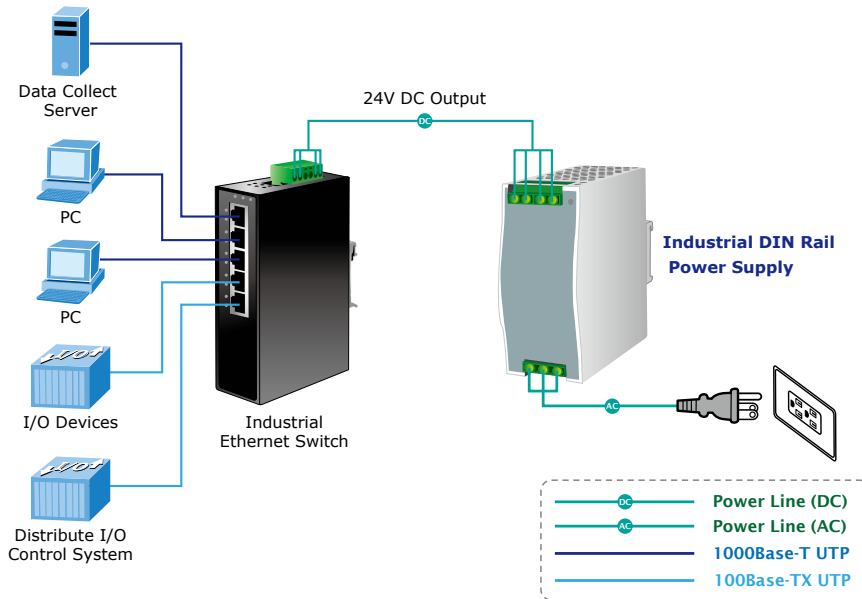 Data Collect
Server
PC
PC
I/O
I/O Devices
I/O
Distribute I/O
Control System
24V DC Output
DC
Industrial
Ethernet Switch
Industrial DIN Rail
Power Supply
AC
DC
Power Line (DC)
AC
Power Line (AC)
1000Base-T UTP
100Base-TX UTP